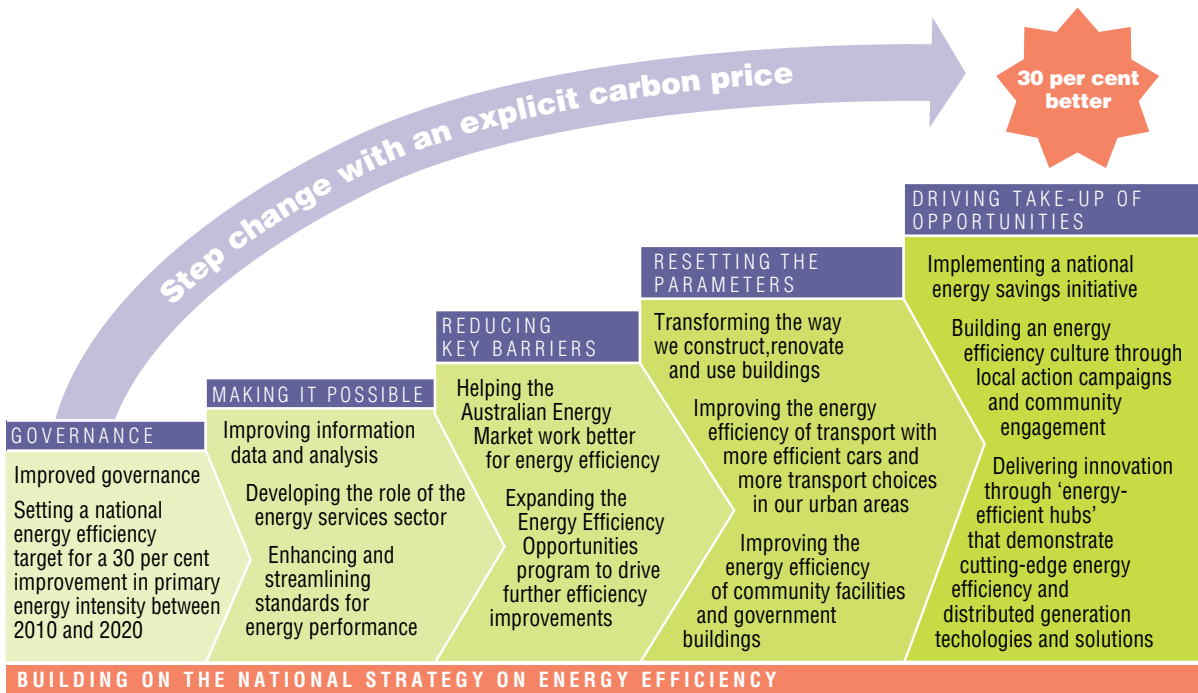 Step change with an explicit carbon price
30 per cent
better
GOVERNANCE
Improved governance
Setting a national
energy efficiency
target for a 30 per cent
improvement in primary
energy intensity between
2010 and 2020
MAKING IT POSSIBLE
Improving information
data and analysis
Developing the role of the
energy services sector
Enhancing and
streamlining
standards for
energy performance
REDUCING
KEY BARRIERS
Helping the
Australian Energy
Market work better
for energy efficiency
Expanding the
Energy Efficiency
Opportunities
program to drive
further efficiency
improvements
RESETTING THE
PARAMETERS
Transforming the way
we construct,renovate
and use buildings
Improving the energy
efficiency of transport with
more efficient cars and
more transport choices
in our urban areas
Improving the
energy efficiency
of community facilities
and government
buildings
DRIVING TAKE-UP OF
OPPORTUNITIES
Implementing a national
energy savings initiative
Building an energy
efficiency culture through
local action campaigns
and community
engagement
Delivering innovation
through ‘energy-
efficient hubs’
that demonstrate
cutting-edge energy
efficiency and
distributed generation
techologies and solutions
BUILDING ON THE NATIONAL STRATEGY ON ENERGY EFFICIENCY